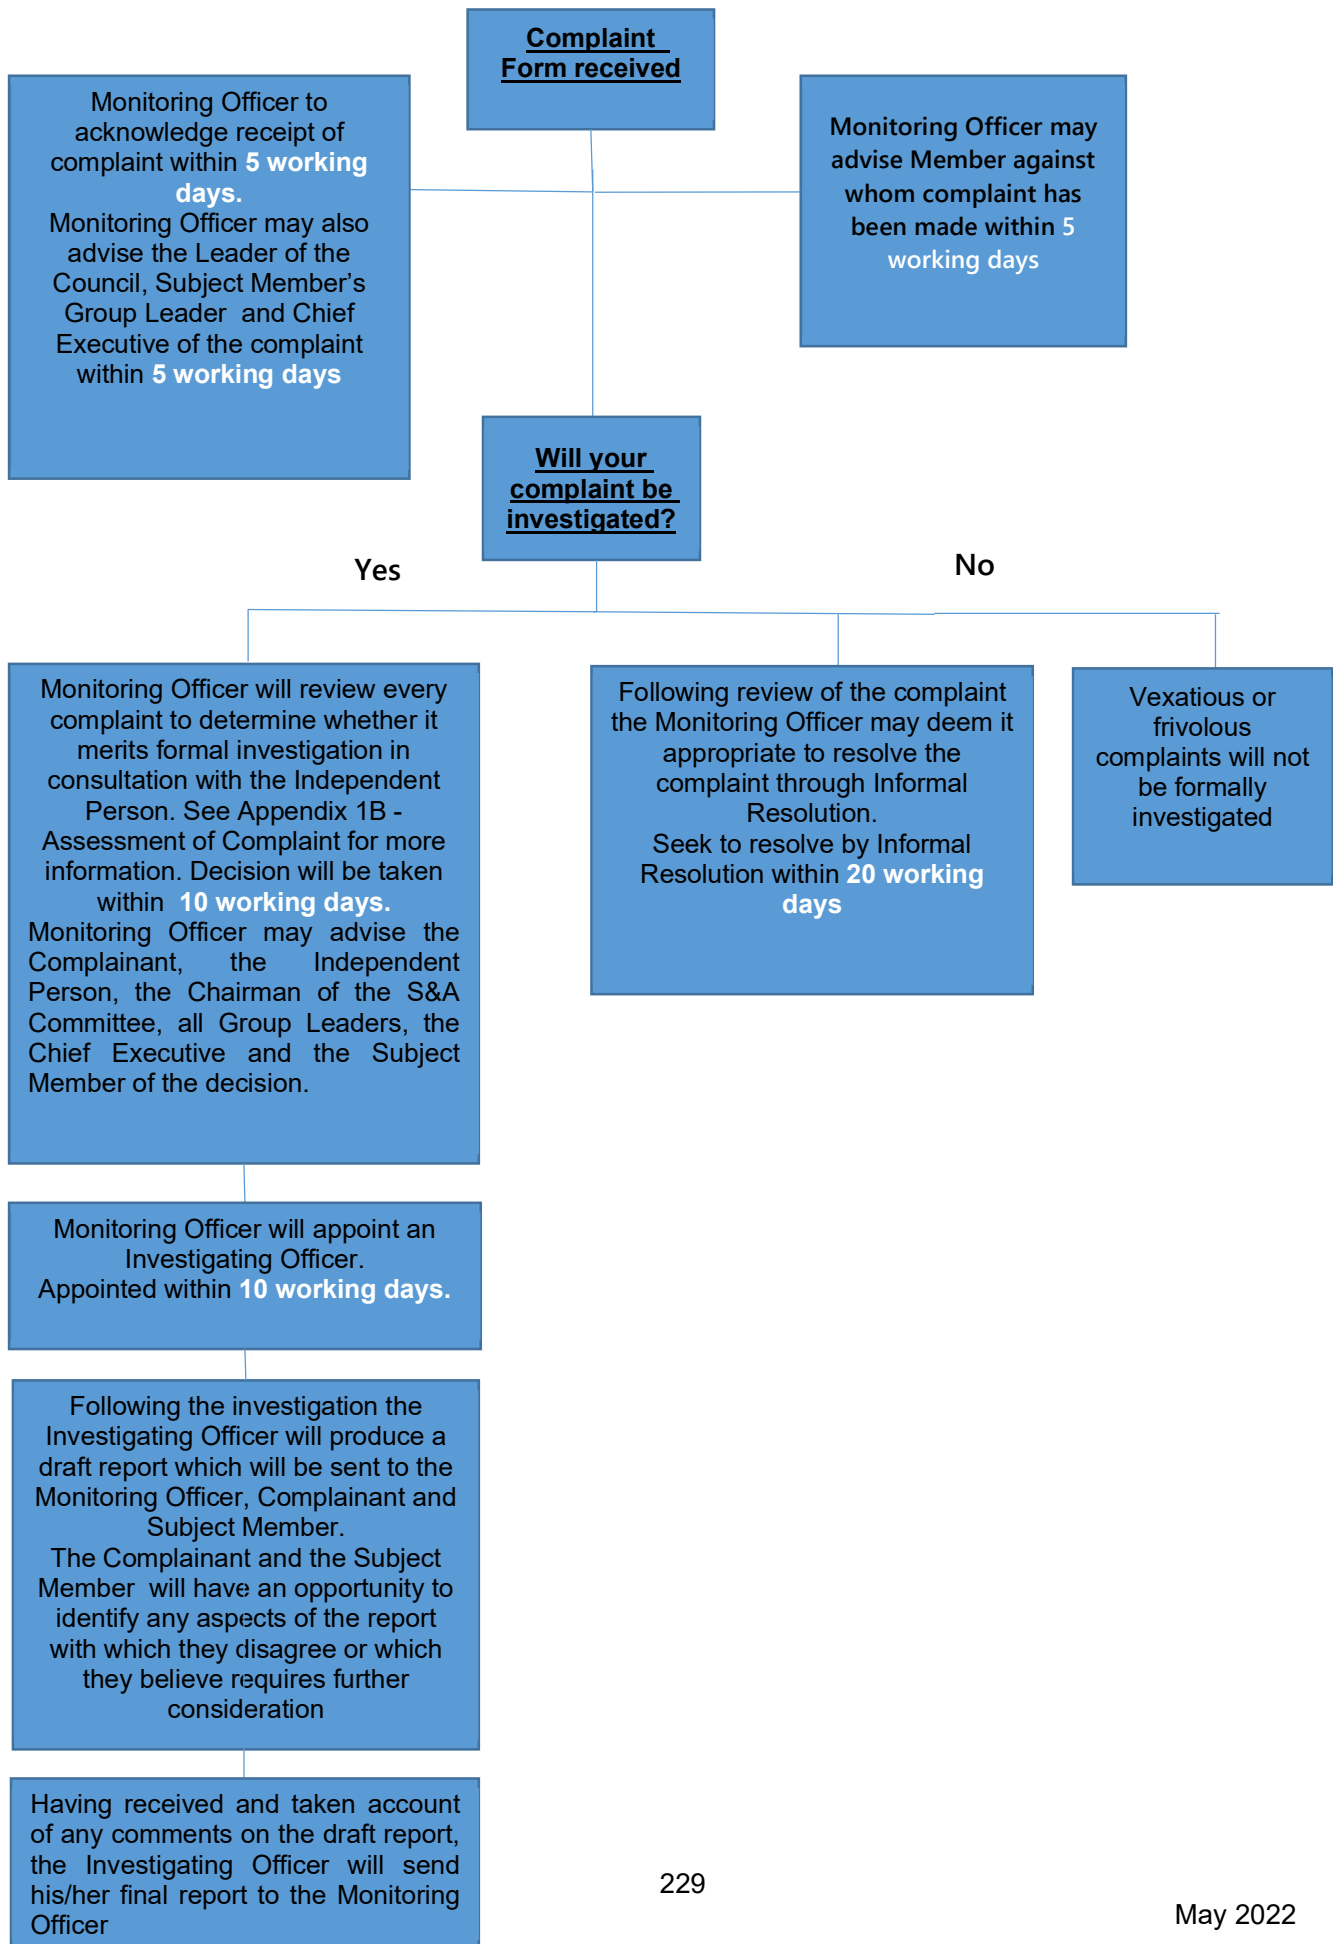 Complaint
Form received
Monitoring Officer to
acknowledge receipt of
complaint within 5 working
days.
Monitoring Officer may also
advise the Leader of the
Council, Subject Member’s
Group Leader and Chief
Executive of the complaint
within 5 working days
Monitoring Officer may
advise Member against
whom complaint has
been made within 5
working days
Will your
complaint be
investigated?
Yes
No
Monitoring Officer will review every
complaint to determine whether it
merits formal investigation in
consultation with the Independent
Person. See Appendix 1B -
Assessment of Complaint for more
information. Decision will be taken
within 10 working days.
Monitoring Officer may advise the
Complainant, the Independent
Person, the Chairman of the S&A
Committee, all Group Leaders, the
Chief Executive and the Subject
Member of the decision.
Following review of the complaint
the Monitoring Officer may deem it
appropriate to resolve the
complaint through Informal
Resolution.
Seek to resolve by Informal
Resolution within 20 working
days
Vexatious or
frivolous
complaints will not
be formally
investigated
Monitoring Officer will appoint an
Investigating Officer.
Appointed within 10 working days.
Following the investigation the
Investigating Officer will produce a
draft report which will be sent to the
Monitoring Officer, Complainant and
Subject Member.
The Complainant and the Subject
Member will have an opportunity to
identify any aspects of the report
with which they disagree or which
they believe requires further
consideration
Having received and taken account
of any comments on the draft report,
the Investigating Officer will send
his/her final report to the Monitoring
Officer
229
May 2022